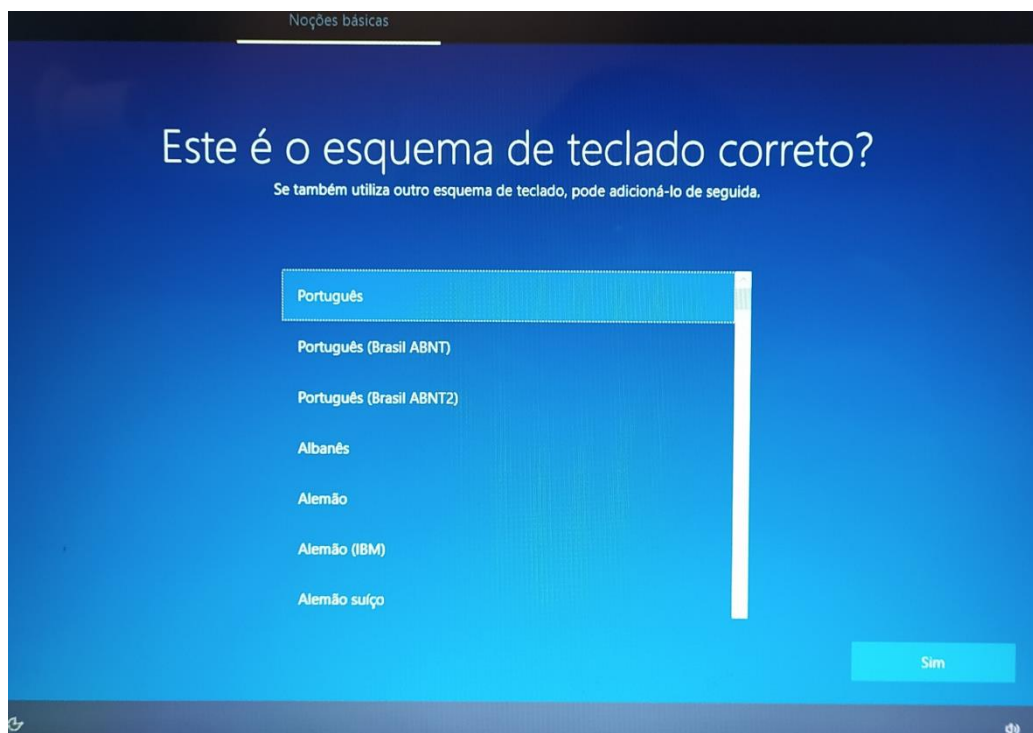 Noções básicas
Este é o esquema de teclado correto?
Se também utiliza outro esquema de teclado, pode adicioná-lo de seguida.
Português
Português (Brasil ABNT)
Português (Brasil ABNT2)
Albanês
Alemão
Alemão (IBM)
Alemão suíço
Sim